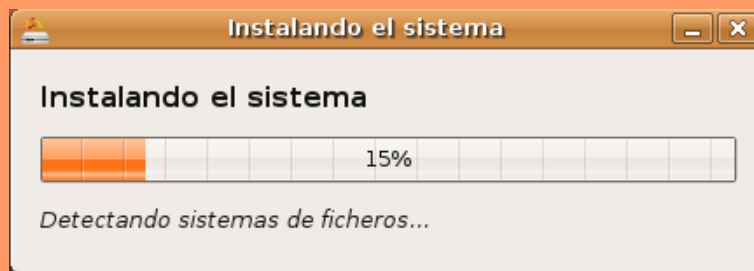 Instalando el sistema
Instalando el sistema
15%
Detectando sistemas de ficheros...